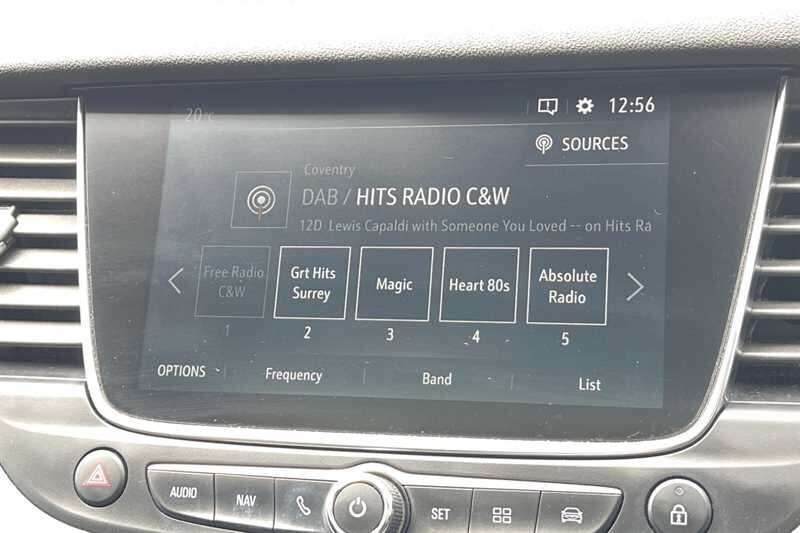 20°C
12:56
SOURCES
Coventry
DAB / HITS RADIO C&W
12D Lewis Capaldi with Someone You Loved -- on Hits Ra
Free Radio
C&W
Grt Hits
Surrey
Magic
Heart 80s
Absolute
Radio
1
2
3
4
5
OPTIONS
Frequency
Band
List
AUDIO
NAV
SET